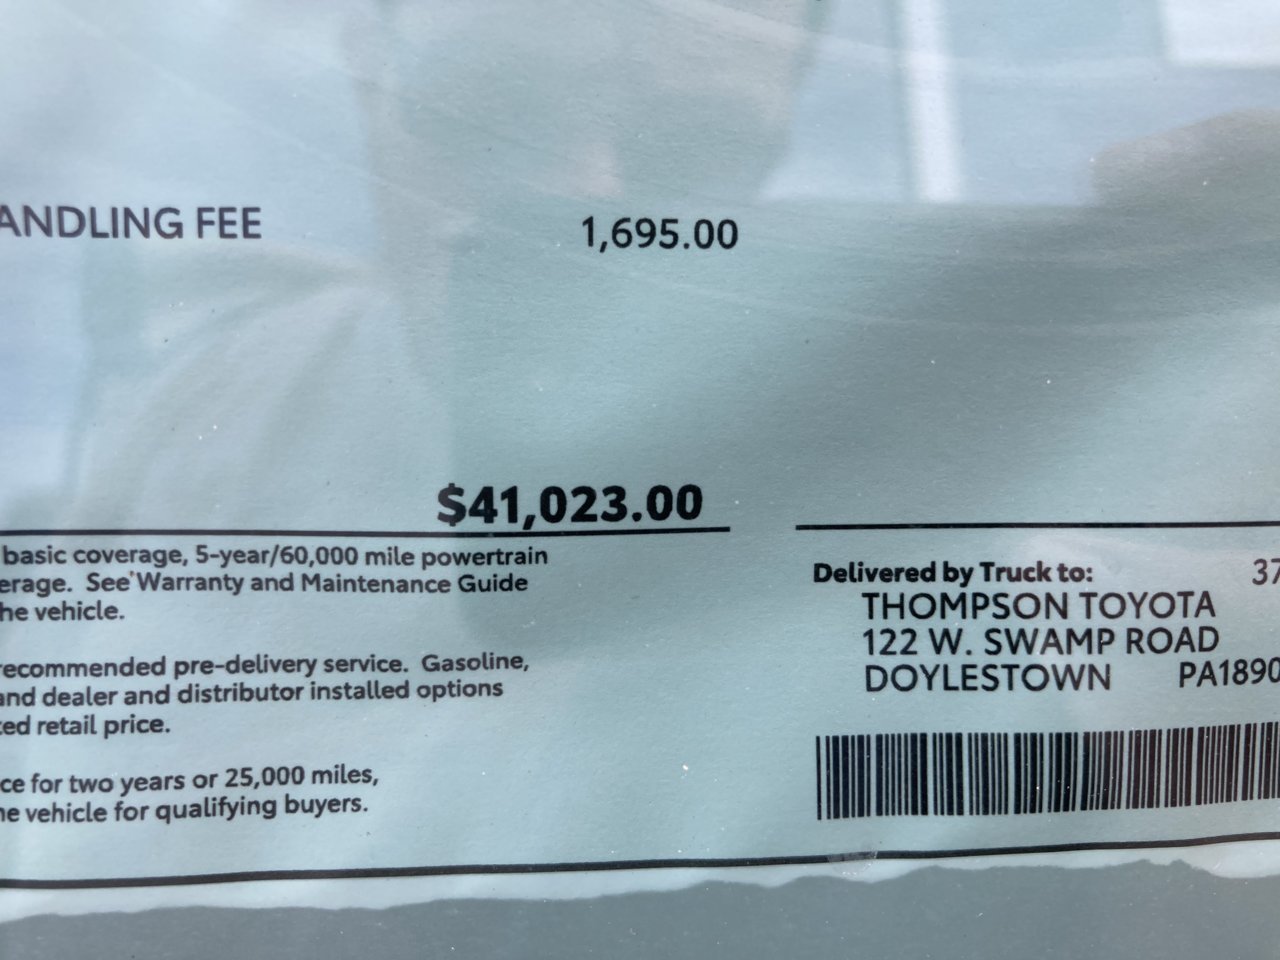 ANDLING FEE 1,695.00
$41,023.00
basic coverage, 5-year/60,000 mile powertrain
erage. See Warranty and Maintenance Guide
he vehicle.
recommended pre-delivery service. Gasoline,
and dealer and distributor installed options
ted retail price.
ce for two years or 25,000 miles,
he vehicle for qualifying buyers.
Delivered by Truck to: 37
THOMPSON TOYOTA
122 W. SWAMP ROAD
DOYLESTOWN PA1890